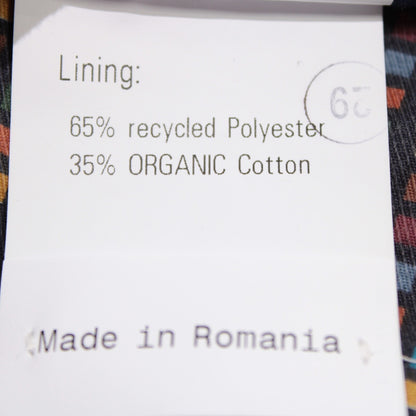 Lining:
65% recycled Polyester
35% ORGANIC Cotton
Made in Romania